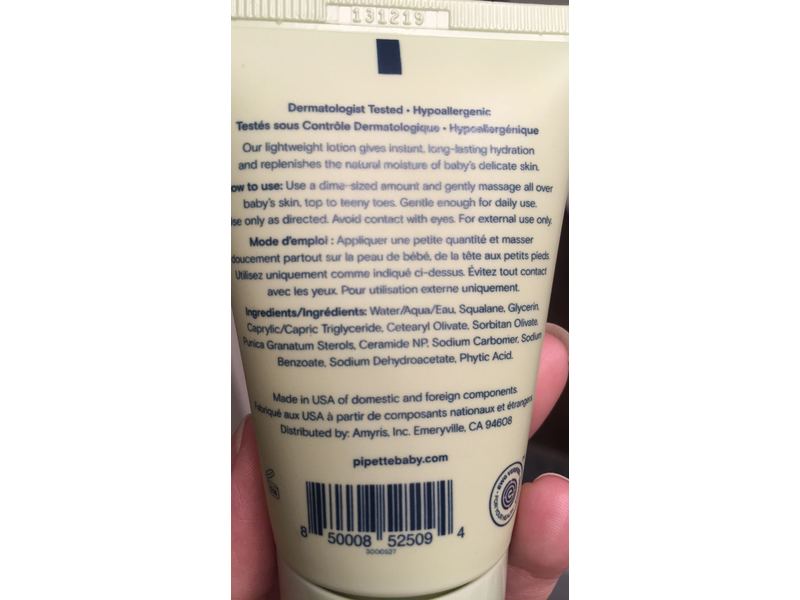 131219
Dermatologist Tested • Hypoallergenic
Testés sous Contrôle Dermatologique • Hypoallergénique
Our lightweight lotion gives instant, long-lasting hydration
and replenishes the natural moisture of baby's delicate skin.
ow to use: Use a dime-sized amount and gently massage all over
baby's skin, top to teeny toes. Gentle enough for daily use.
se only as directed. Avoid contact with eyes. For external use only.
Mode d'emploi : Appliquer une petite quantité et masser
doucement partout sur la peau de bébé, de la tête aux petits pieds.
Utilisez uniquement comme indiqué ci-dessus. Évitez tout contact
avec les yeux. Pour utilisation externe uniquement.
Ingredients/Ingrédients: Water/Aqua/Eau, Squalane, Glycerin,
Caprylic/Capric Triglyceride, Cetearyl Olivate, Sorbitan Olivate,
Punica Granatum Sterols, Ceramide NP, Sodium Carbomer, Sodium
Benzoate, Sodium Dehydroacetate, Phytic Acid.
Made in USA of domestic and foreign components.
Fabriqué aux USA à partir de composants nationaux et étrangers
Distributed by: Amyris, Inc. Emeryville, CA 94608
pipettebaby.com
8 50008 52509 4